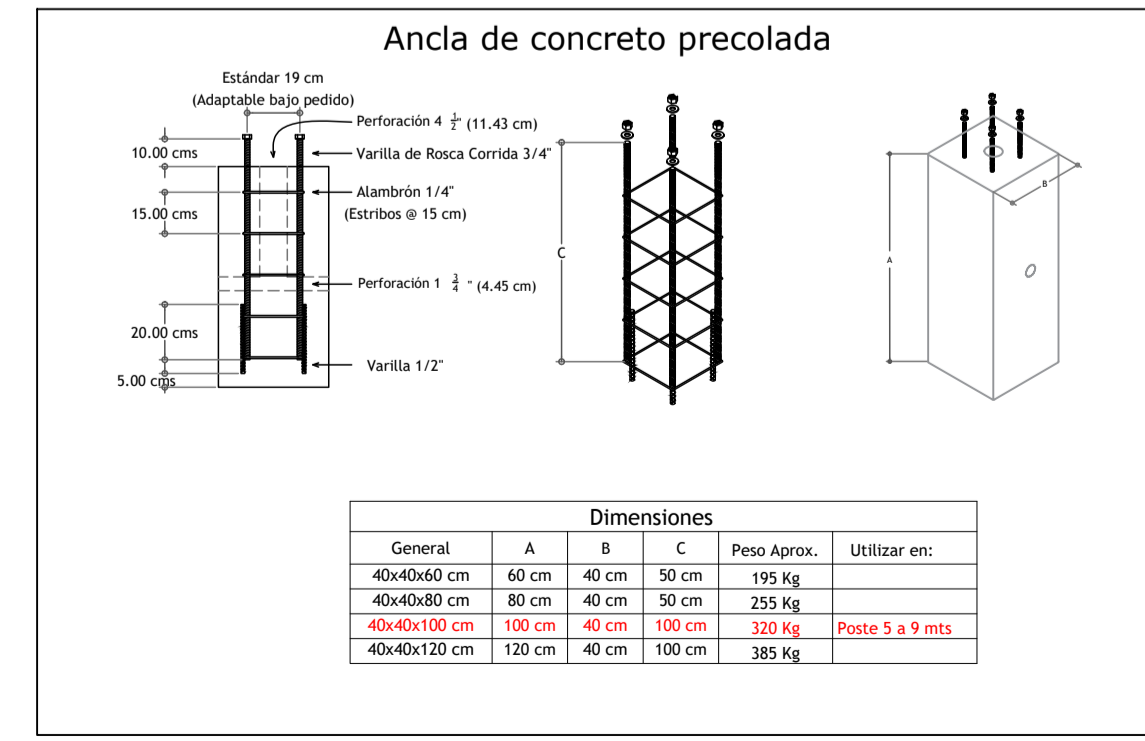 Ancla de concreto precolada
Estándar 19 cm
(Adaptable bajo pedido)
Perforación 4 1/2" (11.43 cm)
10.00 cms
Varilla de Rosca Corrida 3/4"
Alambrón 1/4"
15.00 cms
(Estribos @ 15 cm)
Perforación 1 3/4 " (4.45 cm)
20.00 cms
Varilla 1/2"
5.00 cms
C
A
B
Dimensiones
General A B C Peso Aprox. Utilizar en:
40x40x60 cm 60 cm 40 cm 50 cm 195 Kg
40x40x80 cm 80 cm 40 cm 50 cm 255 Kg
40x40x100 cm 100 cm 40 cm 100 cm 320 Kg Poste 5 a 9 mts
40x40x120 cm 120 cm 40 cm 100 cm 385 Kg